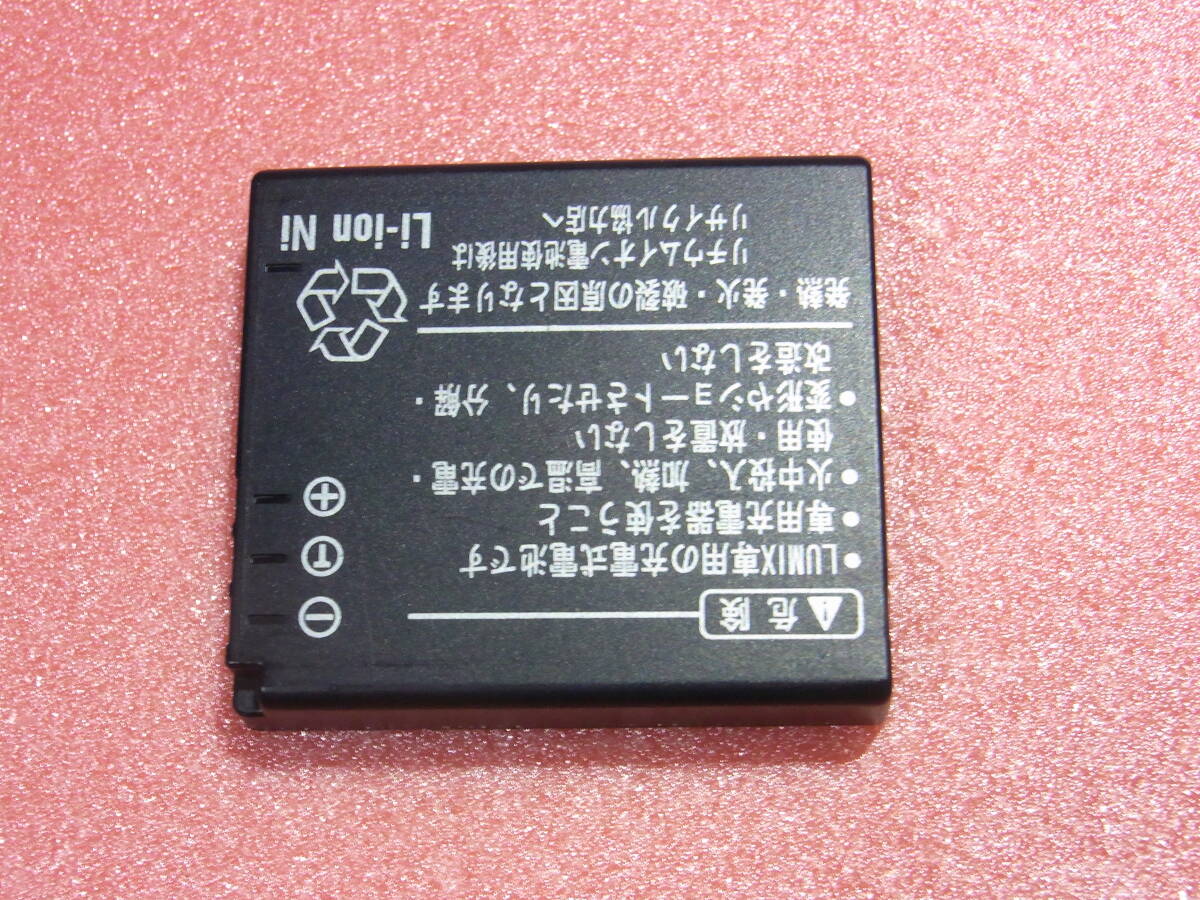 ⚠危険
●LUMIX専用の充電式電池です
●専用充電器を使うこと
●火中投入、加熱、高温での充電・
使用・放置をしない
●変形やショートさせたり、分解・
改造をしない
発熱・発火・破裂の原因となります
リチウムイオン電池使用後は
リサイクル協力店へ
Li-ion Ni
⊖
T
⊕